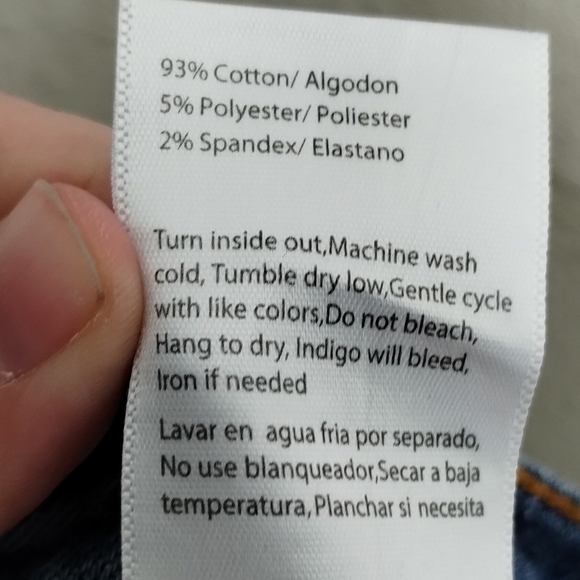 93% Cotton/ Algodon
5% Polyester/ Poliester
2% Spandex/ Elastano
Turn inside out,Machine wash
cold, Tumble dry low,Gentle cycle
with like colors,Do not bleach,
Hang to dry, Indigo will bleed,
Iron if needed
Lavar en agua fria por separado,
No use blanqueador,Secar a baja
temperatura,Planchar si necesita